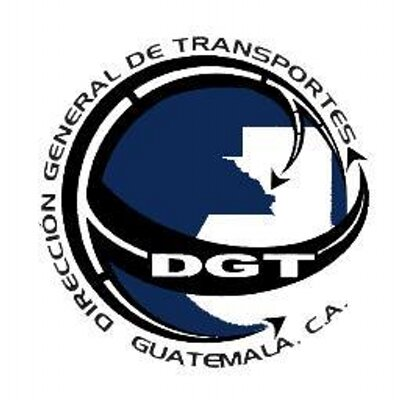 DIRECCIÓN GENERAL DE TRANSPORTES
DGT
GUATEMALA, C.A.